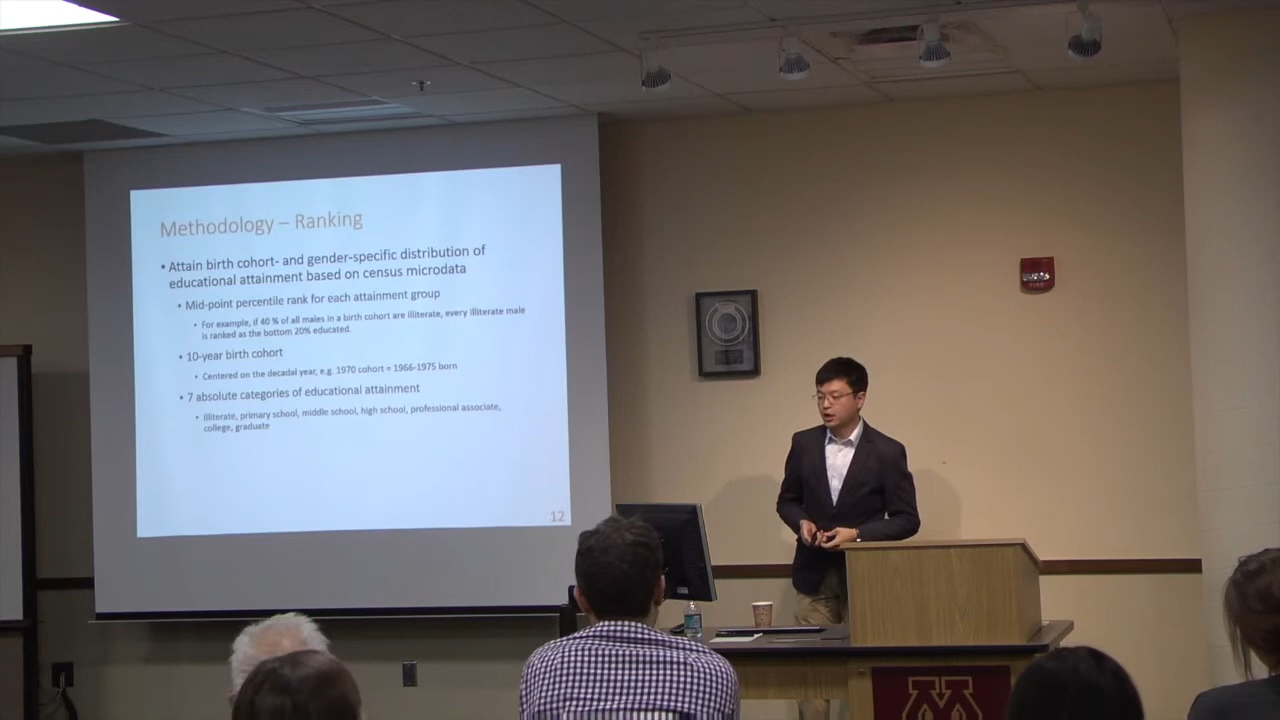 Methodology – Ranking
• Attain birth cohort- and gender-specific distribution of
educational attainment based on census microdata
• Mid-point percentile rank for each attainment group
• For example, if 40 % of all males in a birth cohort are illiterate, every illiterate male
is ranked as the bottom 20% educated.
• 10-year birth cohort
• Centered on the decadal year, e.g. 1970 cohort = 1966-1975 born
• 7 absolute categories of educational attainment
• Illiterate, primary school, middle school, high school, professional associate,
college, graduate
12
FIRE
M